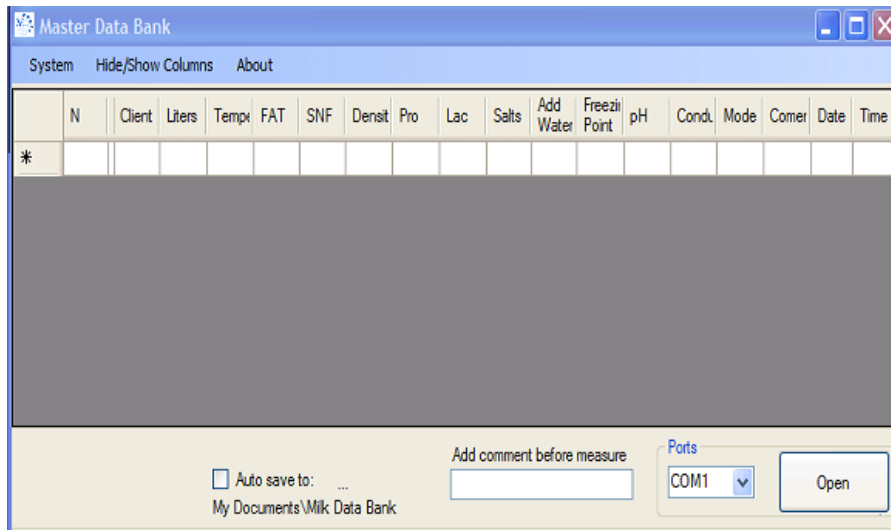 Master Data Bank
System Hide/Show Columns About
N Client Liters Tempe FAT SNF Densit Pro Lac Salts Add Water Freezin Point pH Condu Mode Comer Date Time
*
Add comment before measure
Ports
Auto save to: ...
COM1
Open
My Documents\Milk Data Bank